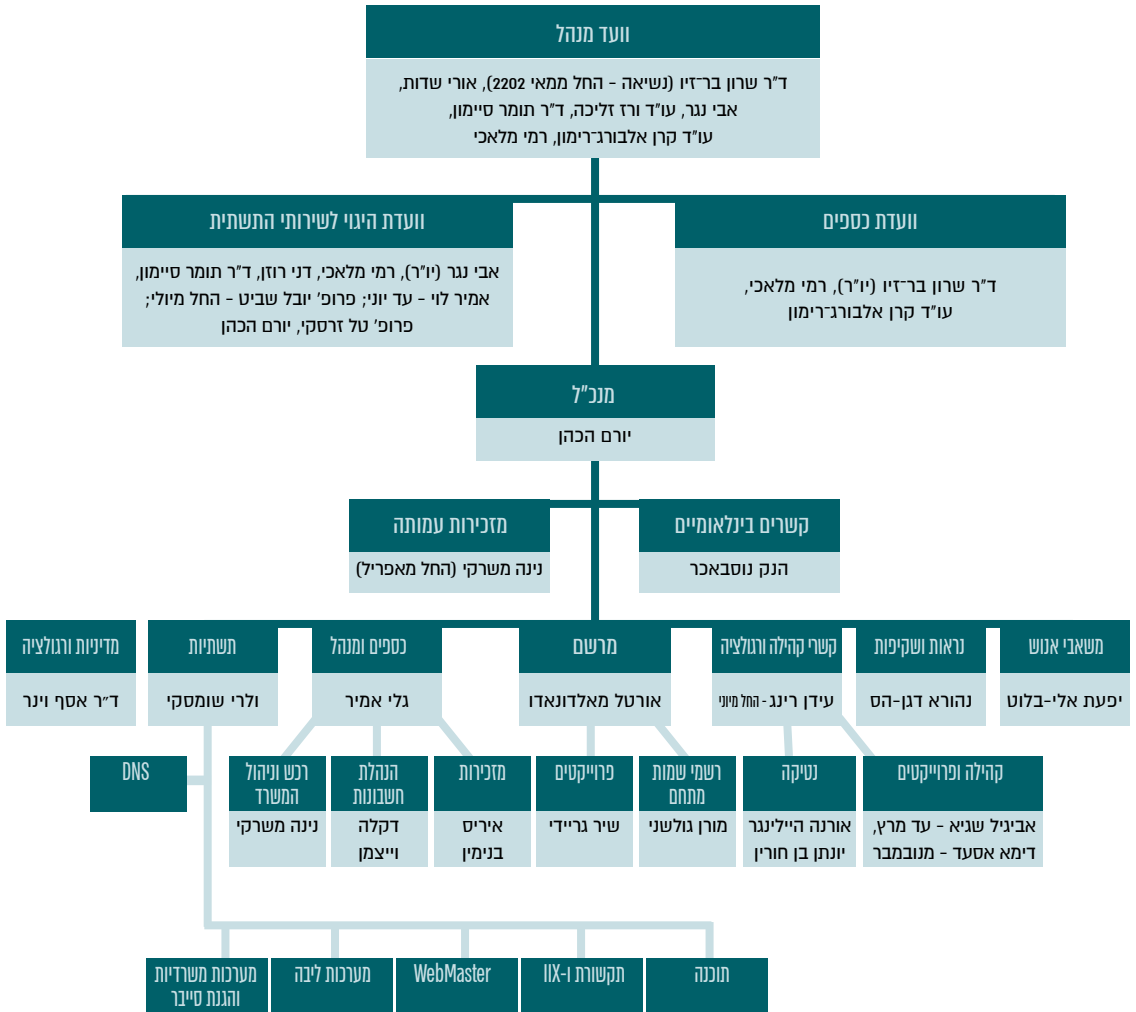 וועד מנהל
ד"ר שרון בר־זיו (נשיאה - החל ממאי 2202), אורי שדות,
אבי נגר, עו"ד ורז זליכה, ד"ר תומר סיימון,
עו"ד קרן אלבורג־רימון, רמי מלאכי
וועדת כספים
ד"ר שרון בר־זיו (יו"ר), רמי מלאכי,
עו"ד קרן אלבורג־רימון
וועדת היגוי לשירותי התשתית
אבי נגר (יו"ר), רמי מלאכי, דני רוזן, ד"ר תומר סיימון,
אמיר לוי - עד יוני; פרופ' יובל שביט - החל מיולי;
פרופ' טל זרסקי, יורם הכהן
מנכ"ל
יורם הכהן
קשרים בינלאומיים
הנק נוסבאכר
מזכירות עמותה
נינה משרקי (החל מאפריל)
משאבי אנוש
יפעת אלי-בלוט
נראות ושקיפות
נהורא דגן-הס
קשרי קהילה ורגולציה
עידן רינג - החל מיוני
מרשם
אורטל מאלדונאדו
כספים ומנהל
גלי אמיר
תשתיות
ולרי שומסקי
מדיניות ורגולציה
ד״ר אסף וינר
קהילה ופרוייקטים
אביגיל שגיא - עד מרץ,
דימא אסעד - מנובמבר
נטיקה
אורנה היילינגר
יונתן בן חורין
רשמי שמות
מתחם
מורן גולשני
פרוייקטים
שיר גריידי
מזכירות
איריס
בנימין
הנהלת
חשבונות
דקלה
וייצמן
רכש וניהול
המשרד
נינה משרקי
DNS
תוכנה
תקשורת ו-IIX
WebMaster
מערכות ליבה
מערכות משרדיות
והגנת סייבר